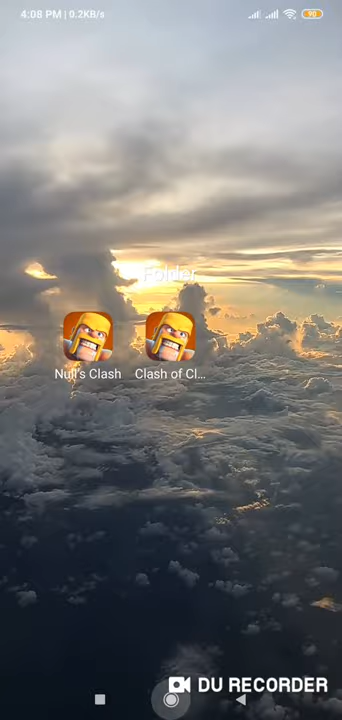 4:08 PM | 0.2KB/s
90
Folder
Null's Clash
Clash of Cl...
DU RECORDER